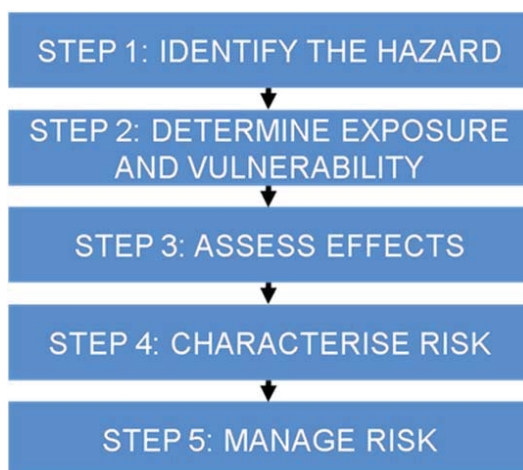 STEP 1: IDENTIFY THE HAZARD
STEP 2: DETERMINE EXPOSURE
AND VULNERABILITY
STEP 3: ASSESS EFFECTS
STEP 4: CHARACTERISE RISK
STEP 5: MANAGE RISK